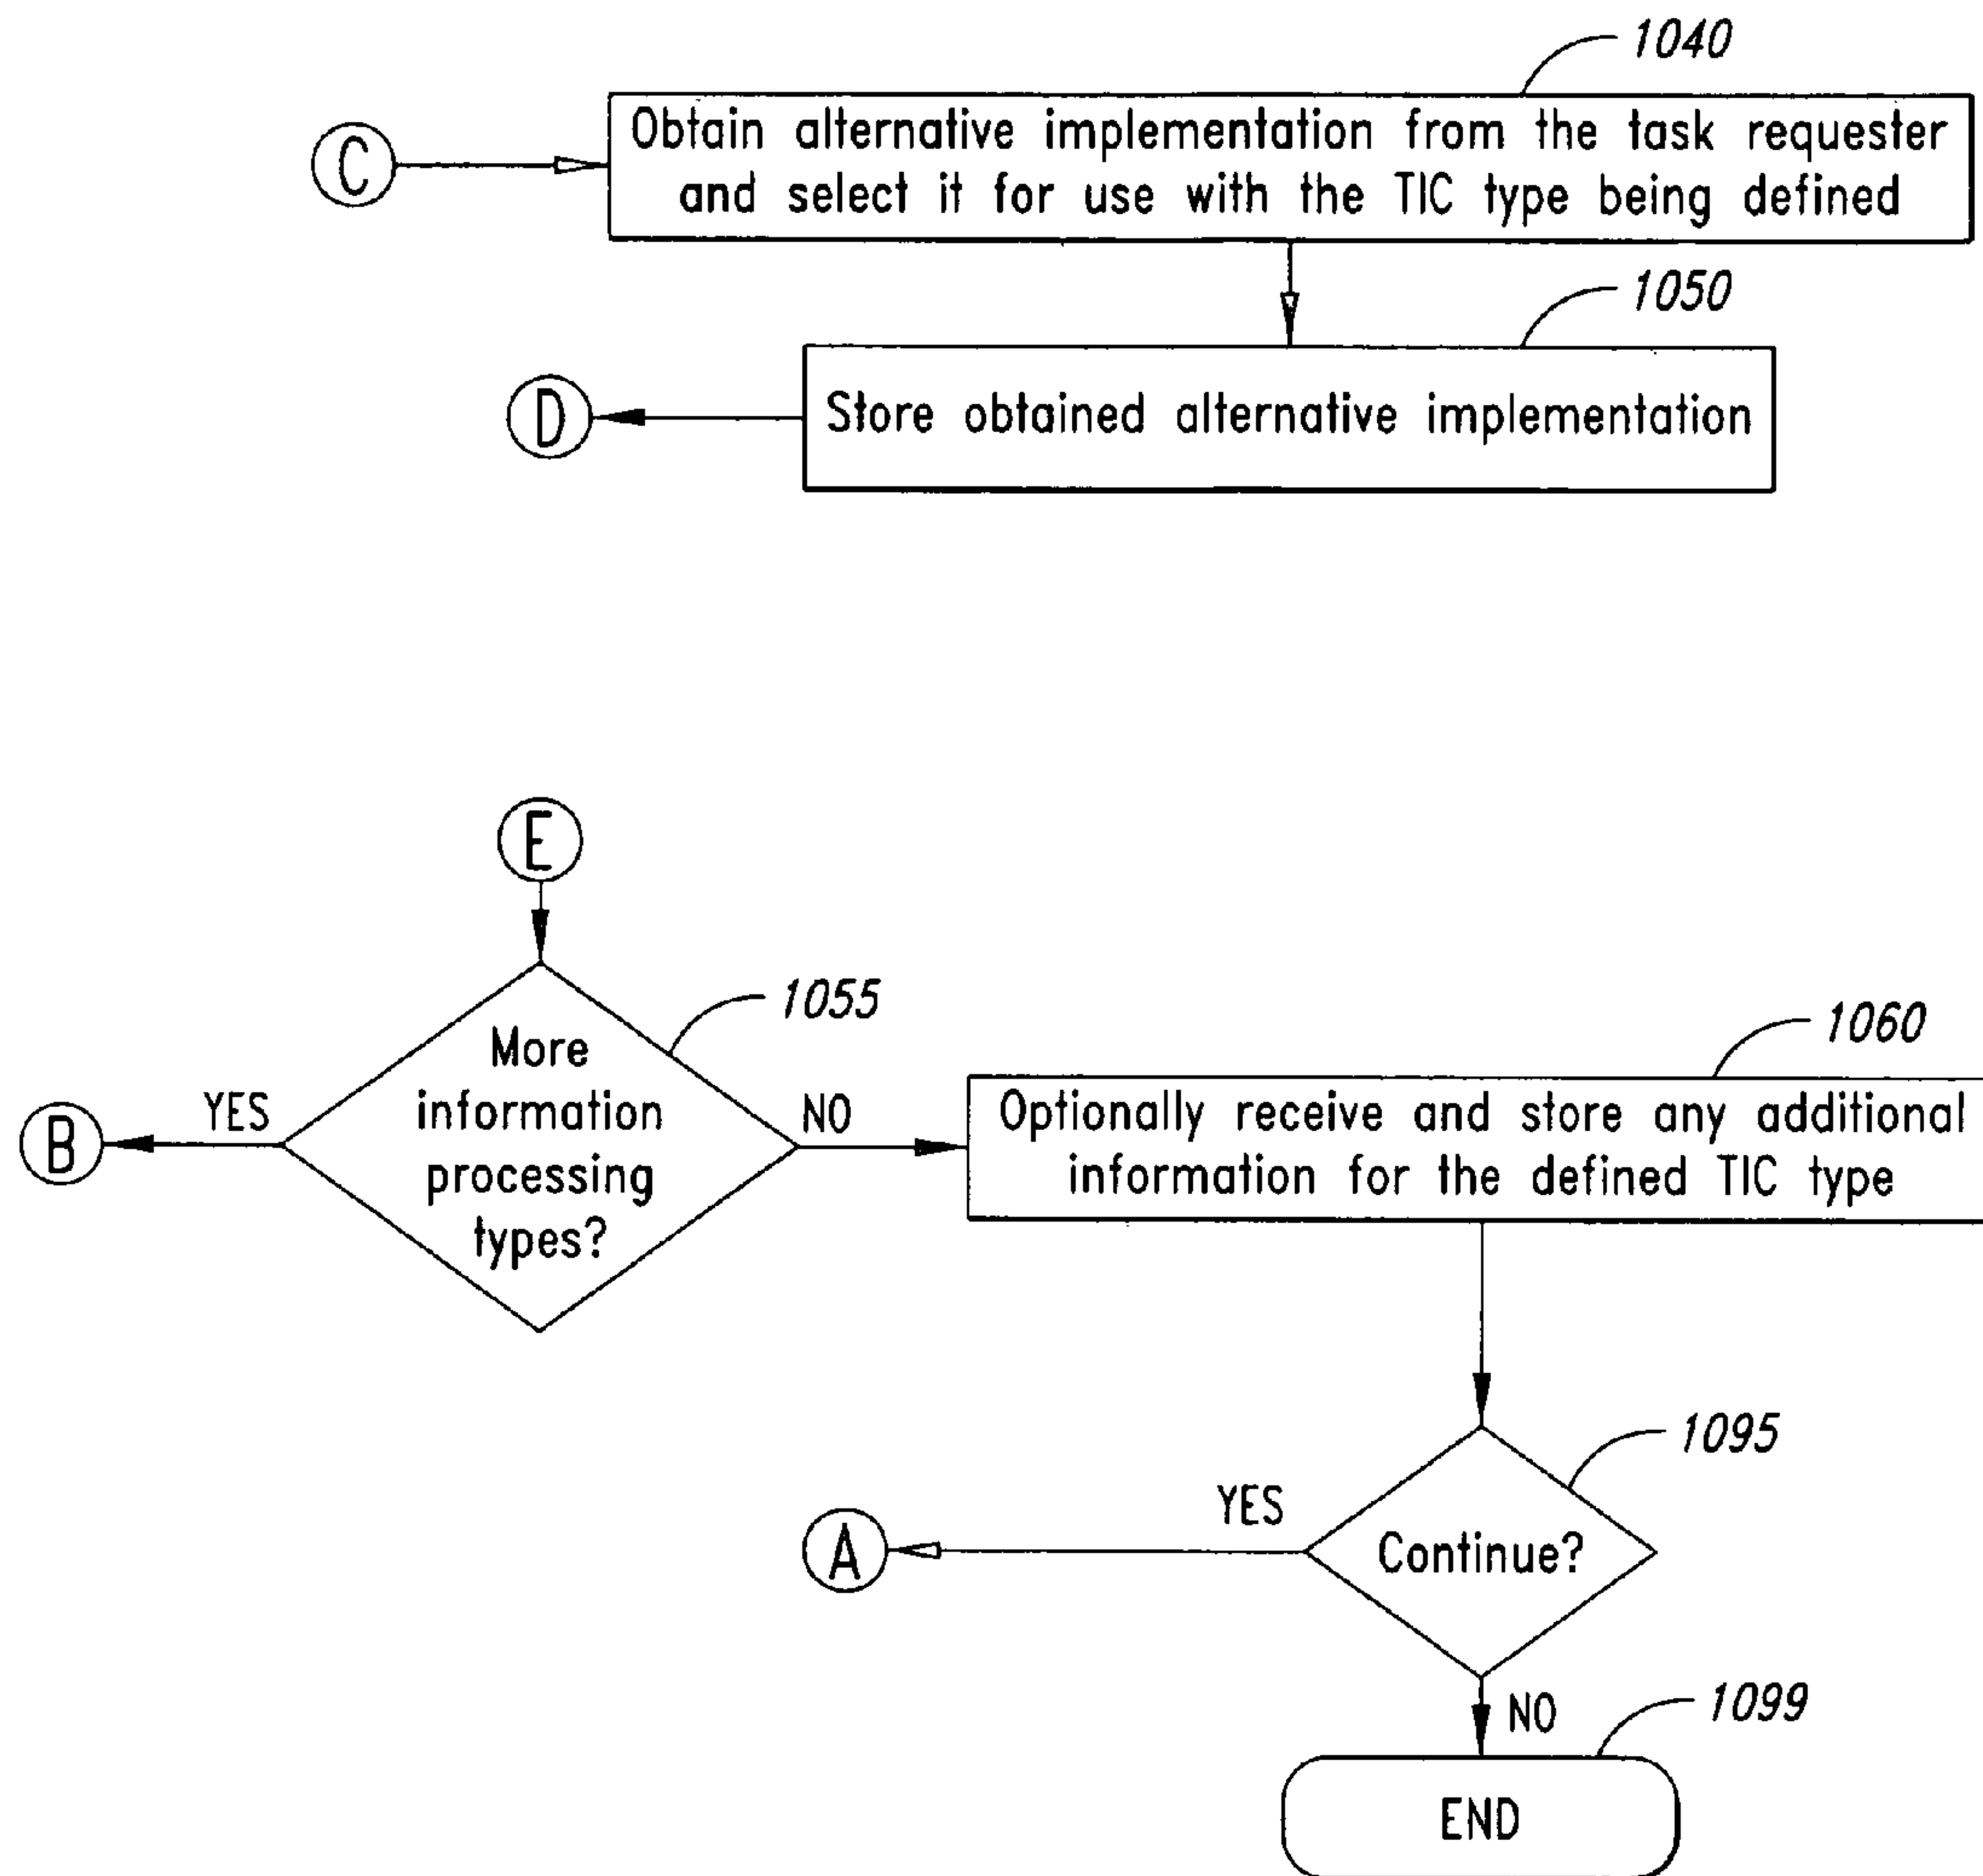 1040
Obtain alternative implementation from the task requester
and select it for use with the TIC type being defined
C
1050
Store obtained alternative implementation
D
E
1055
More
information
processing
types?
YES
B
NO
1060
Optionally receive and store any additional
information for the defined TIC type
1095
Continue?
YES
A
NO
1099
END